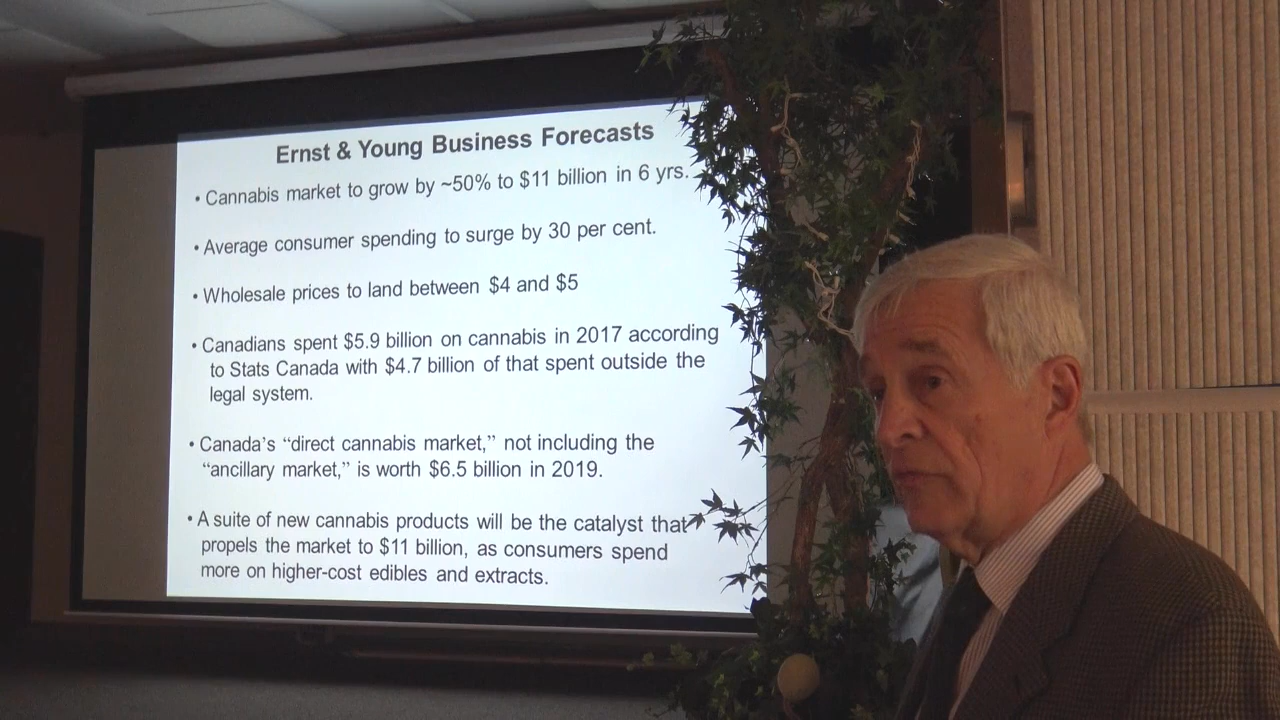 Ernst & Young Business Forecasts
• Cannabis market to grow by ~50% to $11 billion in 6 yrs.
• Average consumer spending to surge by 30 per cent.
• Wholesale prices to land between $4 and $5
• Canadians spent $5.9 billion on cannabis in 2017 according
to Stats Canada with $4.7 billion of that spent outside the
legal system.
• Canada’s “direct cannabis market,” not including the
“ancillary market,” is worth $6.5 billion in 2019.
• A suite of new cannabis products will be the catalyst that
propels the market to $11 billion, as consumers spend
more on higher-cost edibles and extracts.